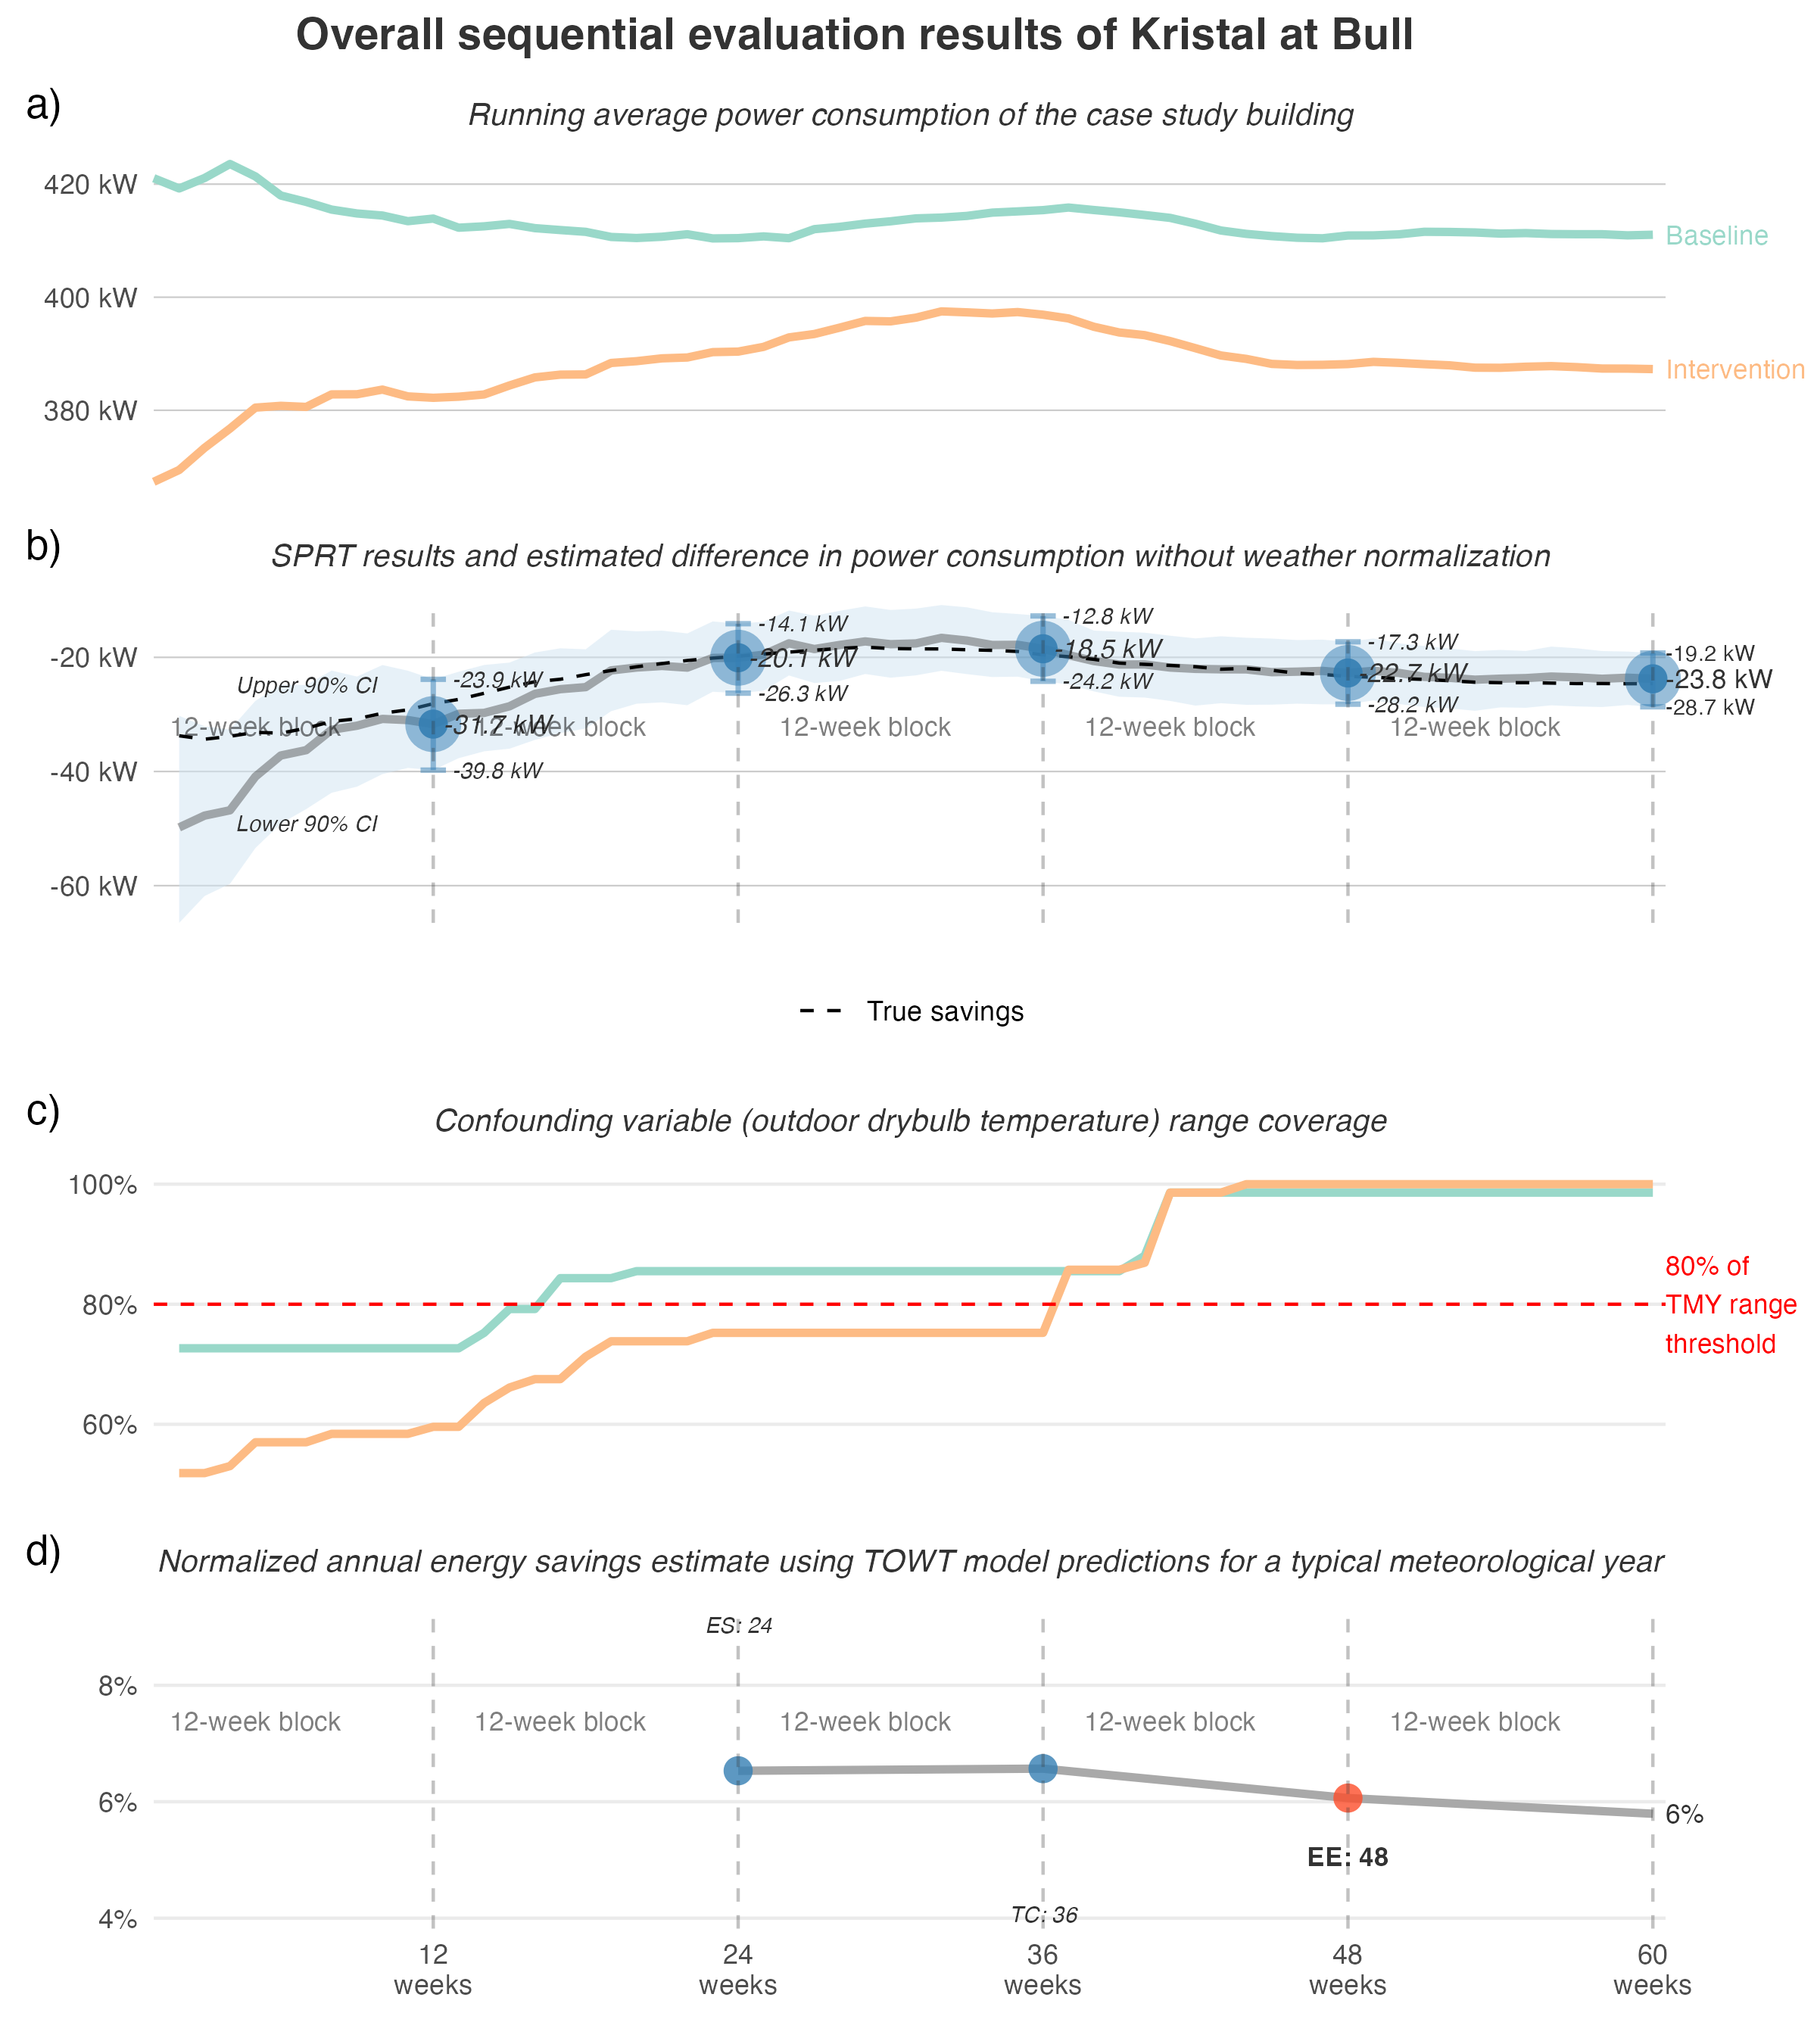 Overall sequential evaluation results of Kristal at Bull
a)
Running average power consumption of the case study building
420 kW
400 kW
380 kW
Baseline
Intervention
b)
SPRT results and estimated difference in power consumption without weather normalization
-20 kW
-40 kW
-60 kW
Upper 90% CI
Lower 90% CI
12-week block
12-week block
12-week block
12-week block
12-week block
-23.9 kW
-31.7 kW
-39.8 kW
-14.1 kW
-20.1 kW
-26.3 kW
-12.8 kW
-18.5 kW
-24.2 kW
-17.3 kW
-22.7 kW
-28.2 kW
-19.2 kW
-23.8 kW
-28.7 kW
True savings
c)
Confounding variable (outdoor drybulb temperature) range coverage
100%
80%
60%
80% of
TMY range
threshold
d)
Normalized annual energy savings estimate using TOWT model predictions for a typical meteorological year
ES: 24
8%
12-week block
12-week block
12-week block
12-week block
12-week block
6%
6%
EE: 48
4%
TC: 36
12
weeks
24
weeks
36
weeks
48
weeks
60
weeks